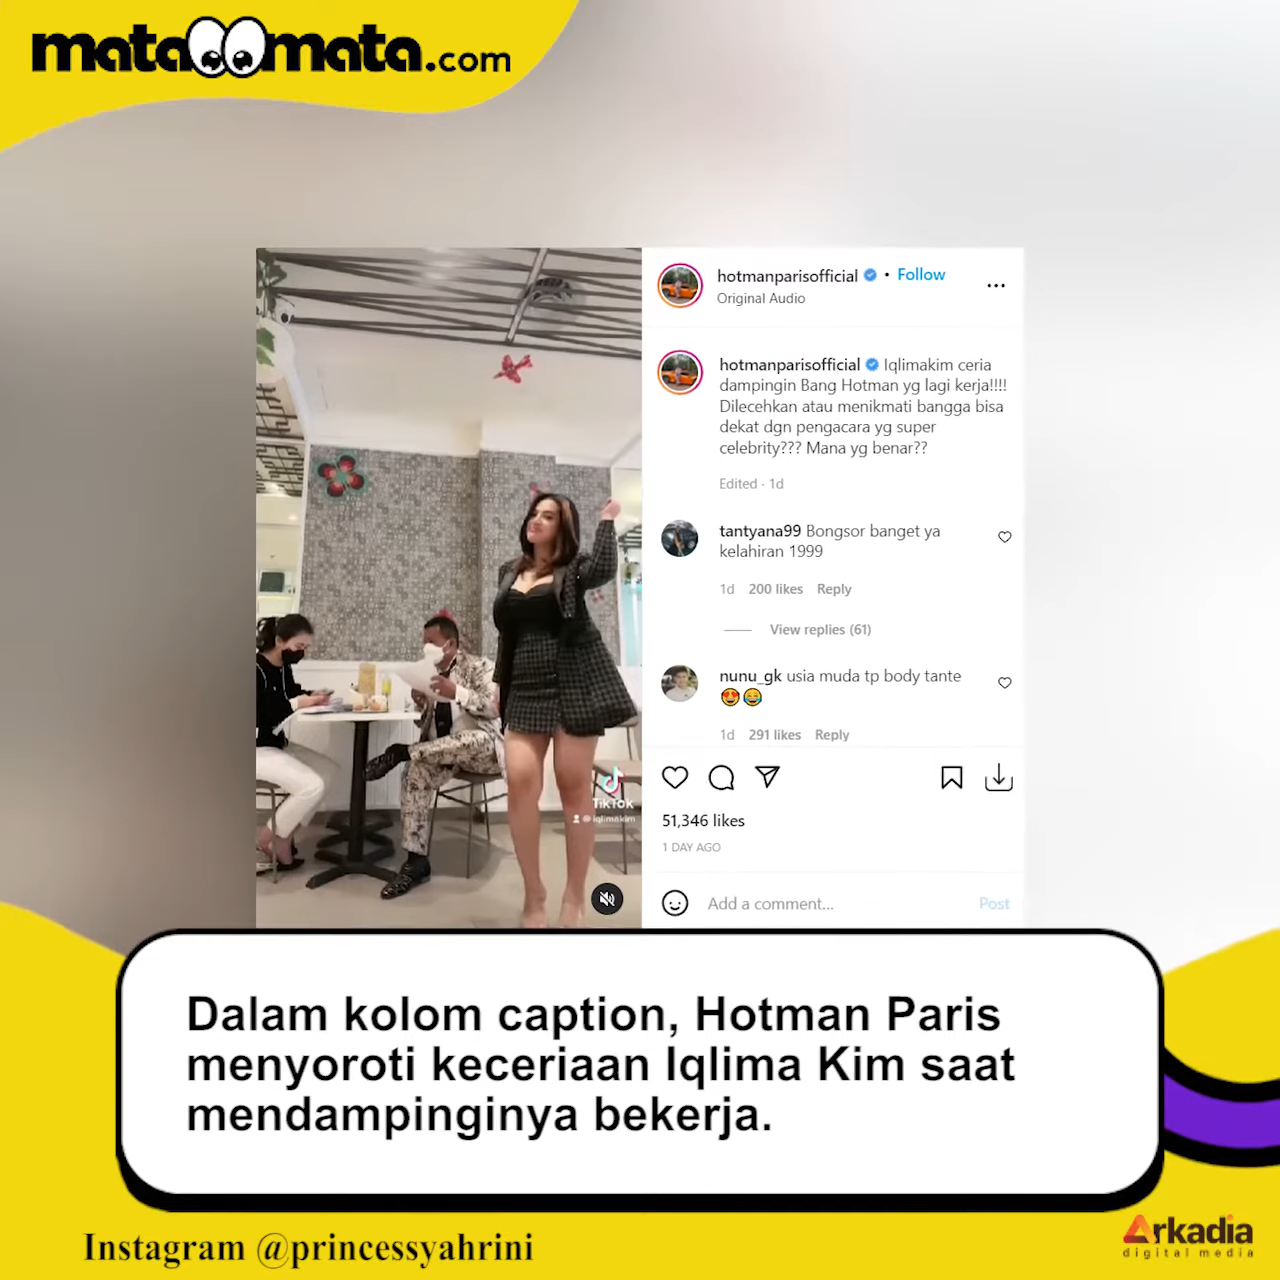 mata mata.com
hotmanparisofficial • Follow
Original Audio
hotmanparisofficial Iqlimakim ceria
dampingin Bang Hotman yg lagi kerja!!!!
Dilecehkan atau menikmati bangga bisa
dekat dgn pengacara yg super
celebrity??? Mana yg benar??
Edited · 1d
tantyana99 Bongsor banget ya
kelahiran 1999
1d 200 likes Reply
View replies (61)
nunu_gk usia muda tp body tante
😍😂
1d 291 likes Reply
TikTok
@iqlimakim
51,346 likes
1 DAY AGO
Add a comment... Post
Dalam kolom caption, Hotman Paris
menyoroti keceriaan Iqlima Kim saat
mendampinginya bekerja.
Instagram @princessyahrini
Arkadia
digital media